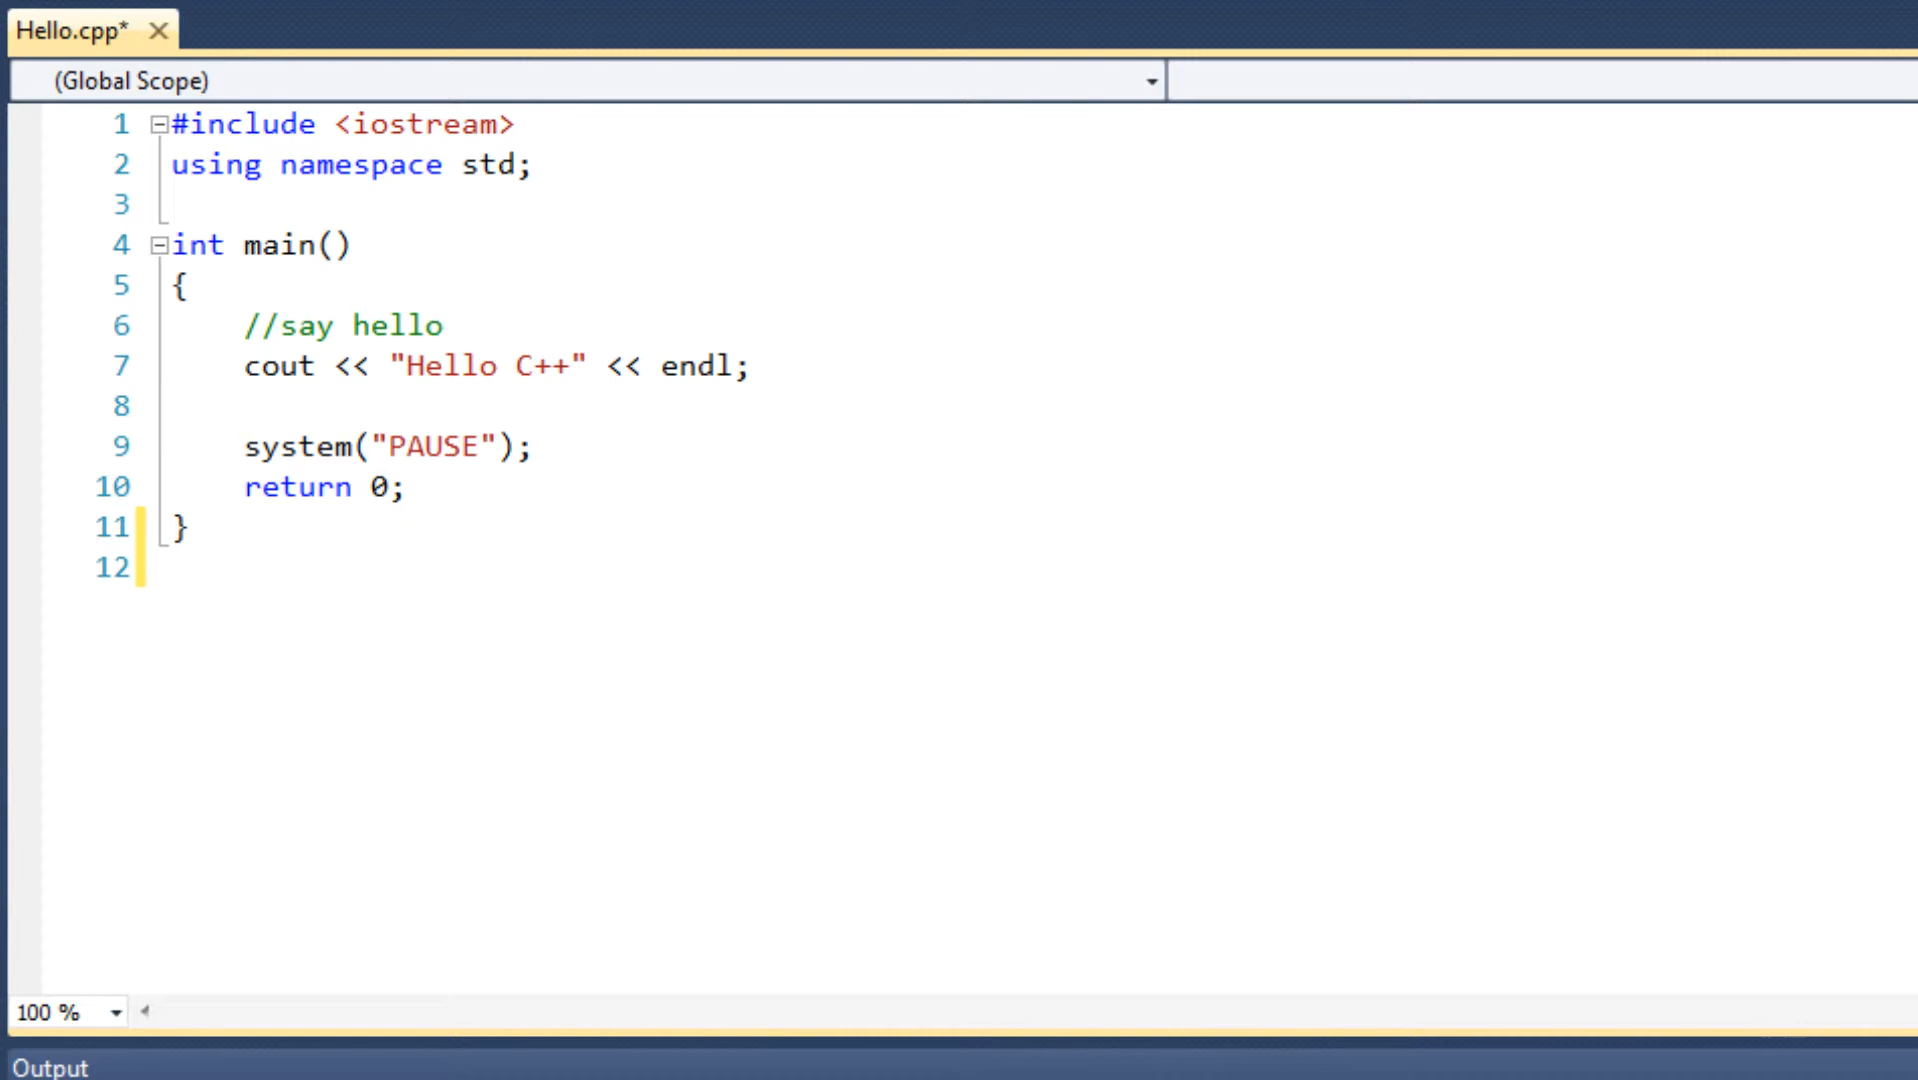 Hello.cpp*
(Global Scope)
1 #include <iostream>
2 using namespace std;
3
4 int main()
5 {
6     //say hello
7     cout << "Hello C++" << endl;
8
9     system("PAUSE");
10     return 0;
11 }
12
100 %
Output